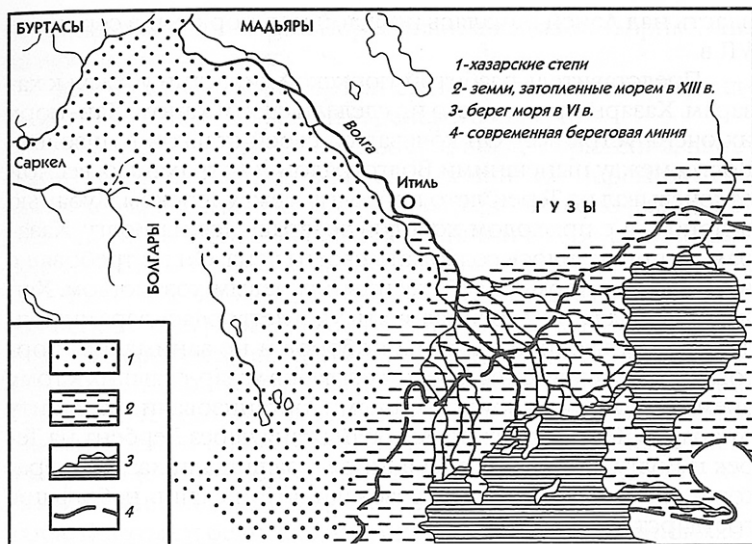 БУРТАСЫ
МАДЬЯРЫ
1-хазарские степи
2- земли, затопленные морем в XIII в.
3- берег моря в VI в.
4- современная береговая линия
Волга
Саркел
Итиль
ГУЗЫ
БОЛГАРЫ
1
2
3
4